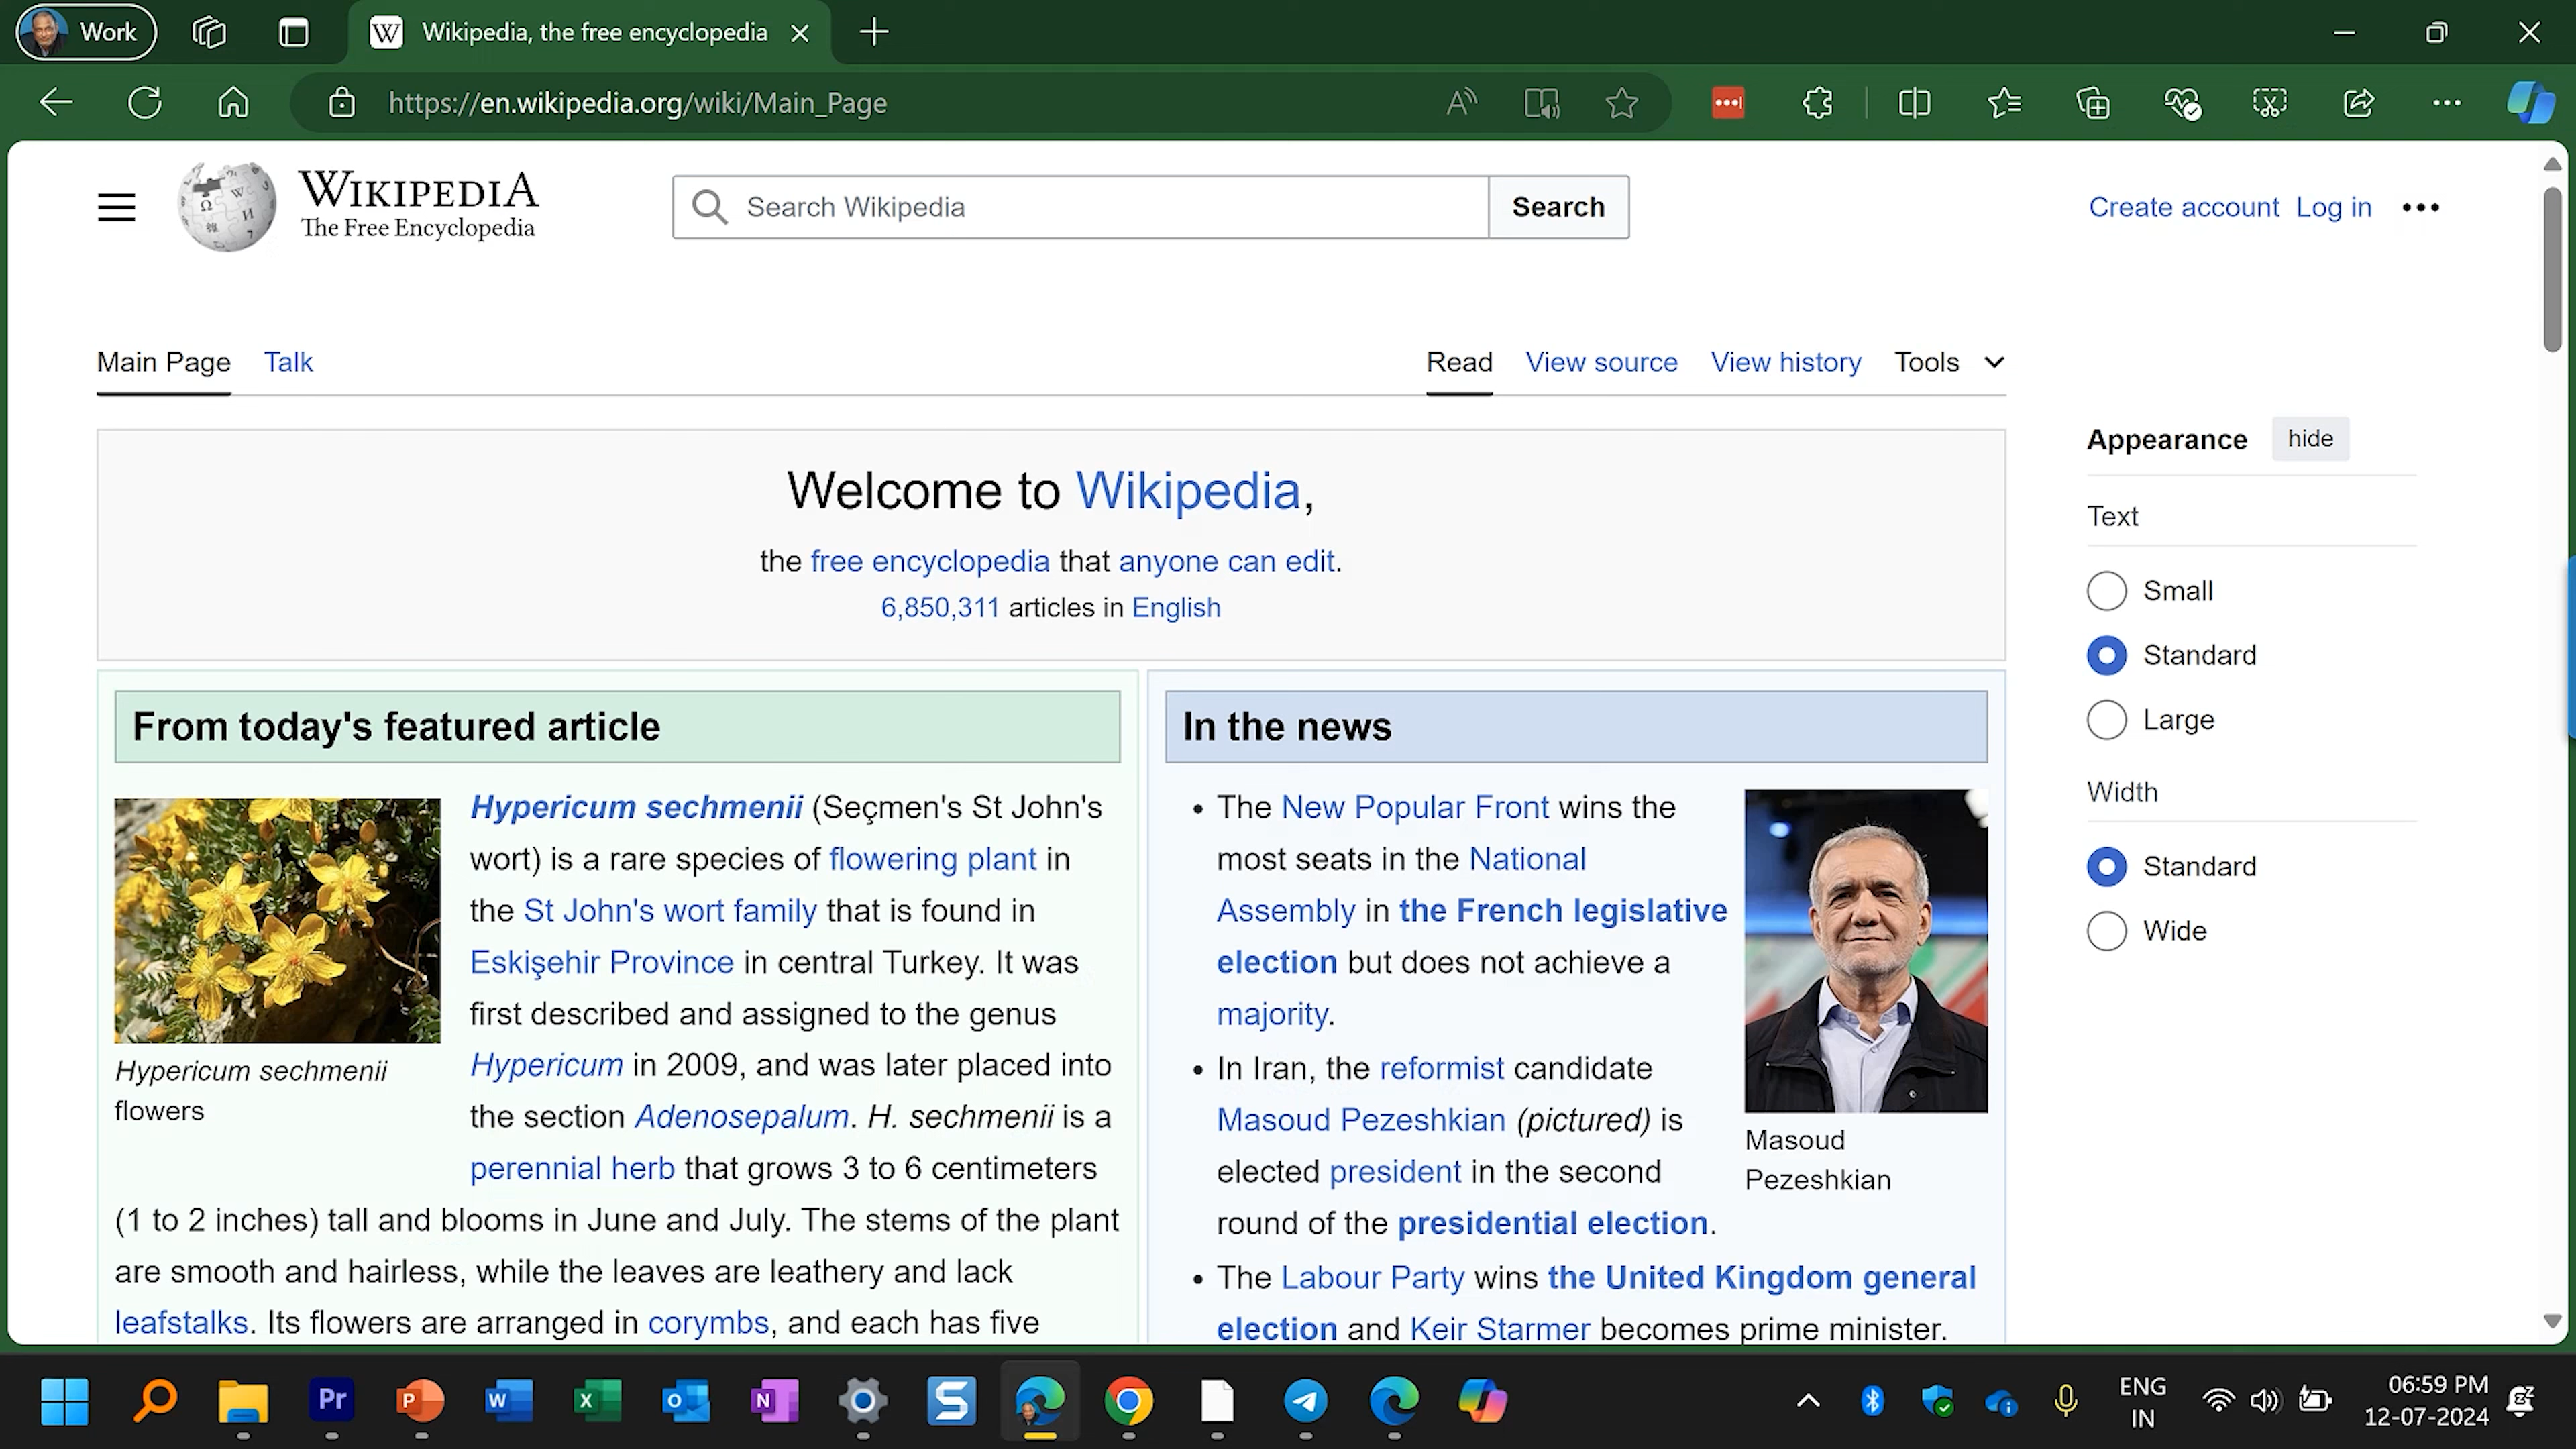 Work
Wikipedia, the free encyclopedia
https://en.wikipedia.org/wiki/Main_Page
WIKIPEDIA
The Free Encyclopedia
Search Wikipedia
Search
Create account Log in
Main Page Talk
Read View source View history Tools
Appearance hide
Text
Small
Standard
Large
Width
Standard
Wide
Welcome to Wikipedia,
the free encyclopedia that anyone can edit.
6,850,311 articles in English
From today's featured article
Hypericum sechmenii (Seçmen's St John's
wort) is a rare species of flowering plant in
the St John's wort family that is found in
Eskişehir Province in central Turkey. It was
first described and assigned to the genus
Hypericum in 2009, and was later placed into
the section Adenosepalum. H. sechmenii is a
perennial herb that grows 3 to 6 centimeters
(1 to 2 inches) tall and blooms in June and July. The stems of the plant
are smooth and hairless, while the leaves are leathery and lack
leafstalks. Its flowers are arranged in corymbs, and each has five
Hypericum sechmenii
flowers
In the news
The New Popular Front wins the
most seats in the National
Assembly in the French legislative
election but does not achieve a
majority.
In Iran, the reformist candidate
Masoud Pezeshkian (pictured) is
elected president in the second
round of the presidential election.
The Labour Party wins the United Kingdom general
election and Keir Starmer becomes prime minister.
Masoud
Pezeshkian
Pr
P
W
X
O
N
S
ENG
IN
06:59 PM
12-07-2024